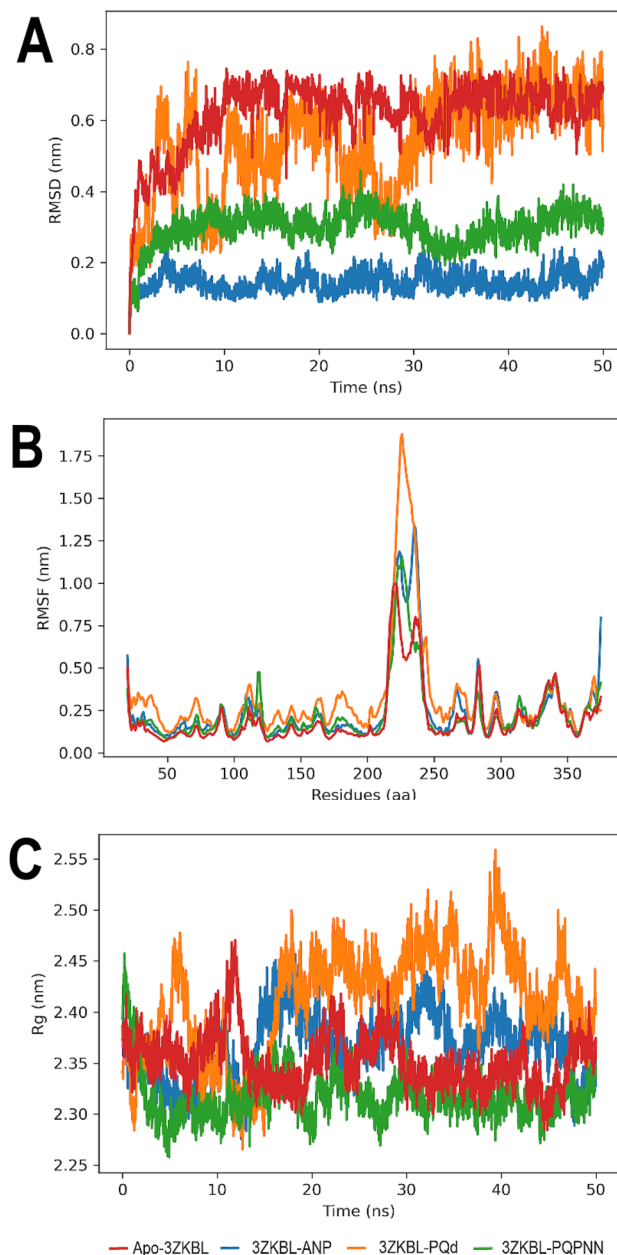 A
0.8
0.6
0.4
0.2
0.0
RMSD (nm)
0 10 20 30 40 50
Time (ns)
B
1.75
1.50
1.25
1.00
0.75
0.50
0.25
0.00
RMSF (nm)
50 100 150 200 250 300 350
Residues (aa)
C
2.55
2.50
2.45
2.40
2.35
2.30
2.25
Rg (nm)
0 10 20 30 40 50
Time (ns)
Apo-3ZKBL 3ZKBL-ANP 3ZKBL-PQd 3ZKBL-PQPNN